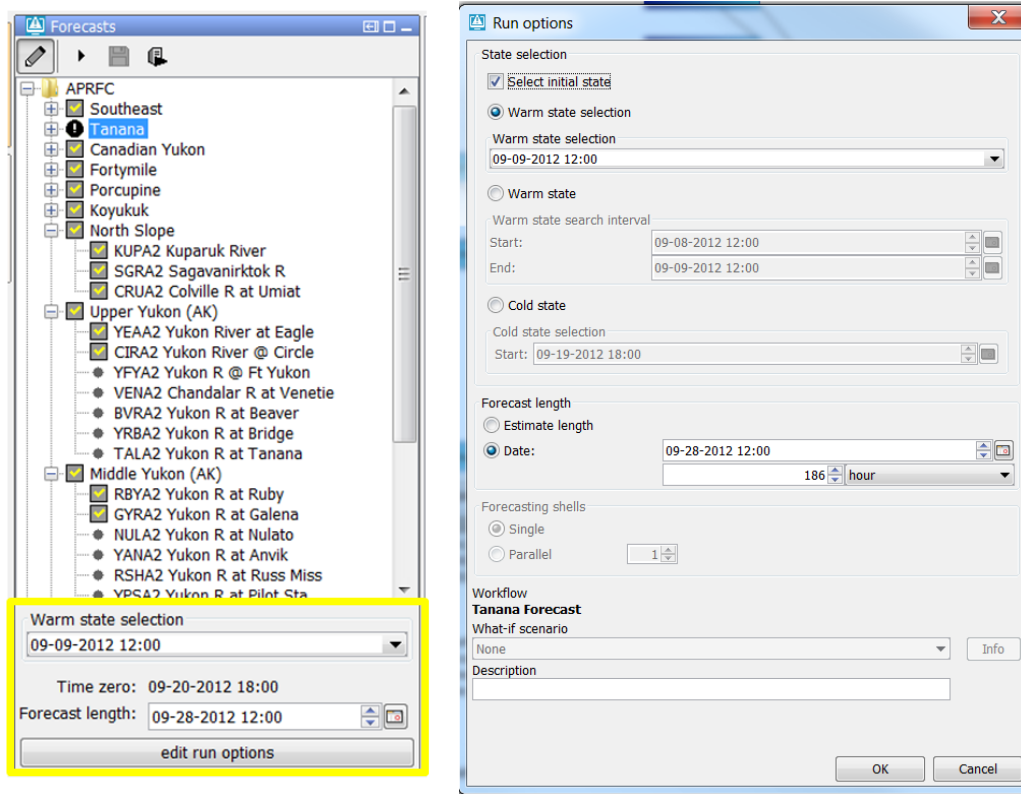 Forecasts
APRFC
Southeast
Tanana
Canadian Yukon
Fortymile
Porcupine
Koyukuk
North Slope
KUPA2 Kuparuk River
SGRA2 Sagavanirktok R
CRUA2 Colville R at Umiat
Upper Yukon (AK)
YEAA2 Yukon River at Eagle
CIRA2 Yukon River @ Circle
YFYA2 Yukon R @ Ft Yukon
VENA2 Chandalar R at Venetie
BVRA2 Yukon R at Beaver
YRBA2 Yukon R at Bridge
TALA2 Yukon R at Tanana
Middle Yukon (AK)
RBYA2 Yukon R at Ruby
GYRA2 Yukon R at Galena
NULA2 Yukon R at Nulato
YANA2 Yukon R at Anvik
RSHA2 Yukon R at Russ Miss
YPSA2 Yukon R at Pilot Sta
Warm state selection
09-09-2012 12:00
Time zero: 09-20-2012 18:00
Forecast length: 09-28-2012 12:00
edit run options
Run options
State selection
Select initial state
Warm state selection
Warm state selection
09-09-2012 12:00
Warm state
Warm state search interval
Start: 09-08-2012 12:00
End: 09-09-2012 12:00
Cold state
Cold state selection
Start: 09-19-2012 18:00
Forecast length
Estimate length
Date: 09-28-2012 12:00
186 hour
Forecasting shells
Single
Parallel 1
Workflow
Tanana Forecast
What-if scenario
None Info
Description
OK Cancel